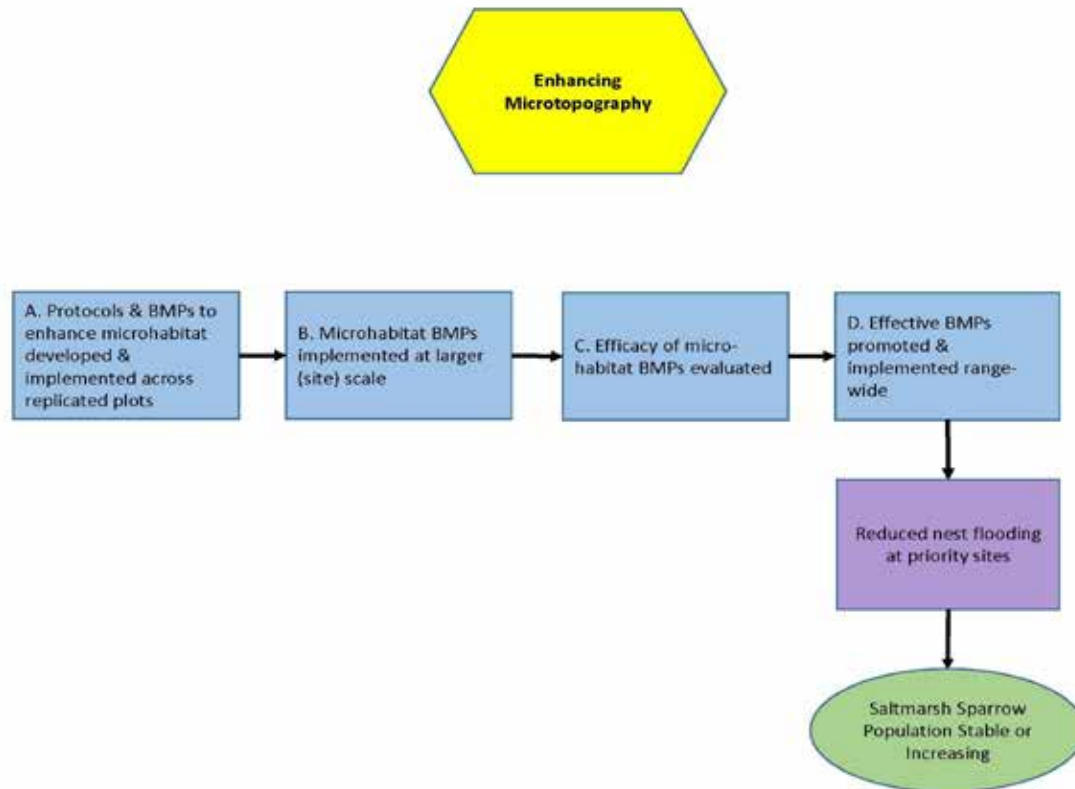 Enhancing
Microtopography
A. Protocols & BMPs to
enhance microhabitat
developed &
implemented across
replicated plots
B. Microhabitat BMPs
implemented at larger
(site) scale
C. Efficacy of micro-
habitat BMPs evaluated
D. Effective BMPs
promoted &
implemented range-
wide
Reduced nest flooding
at priority sites
Saltmarsh Sparrow
Population Stable or
Increasing